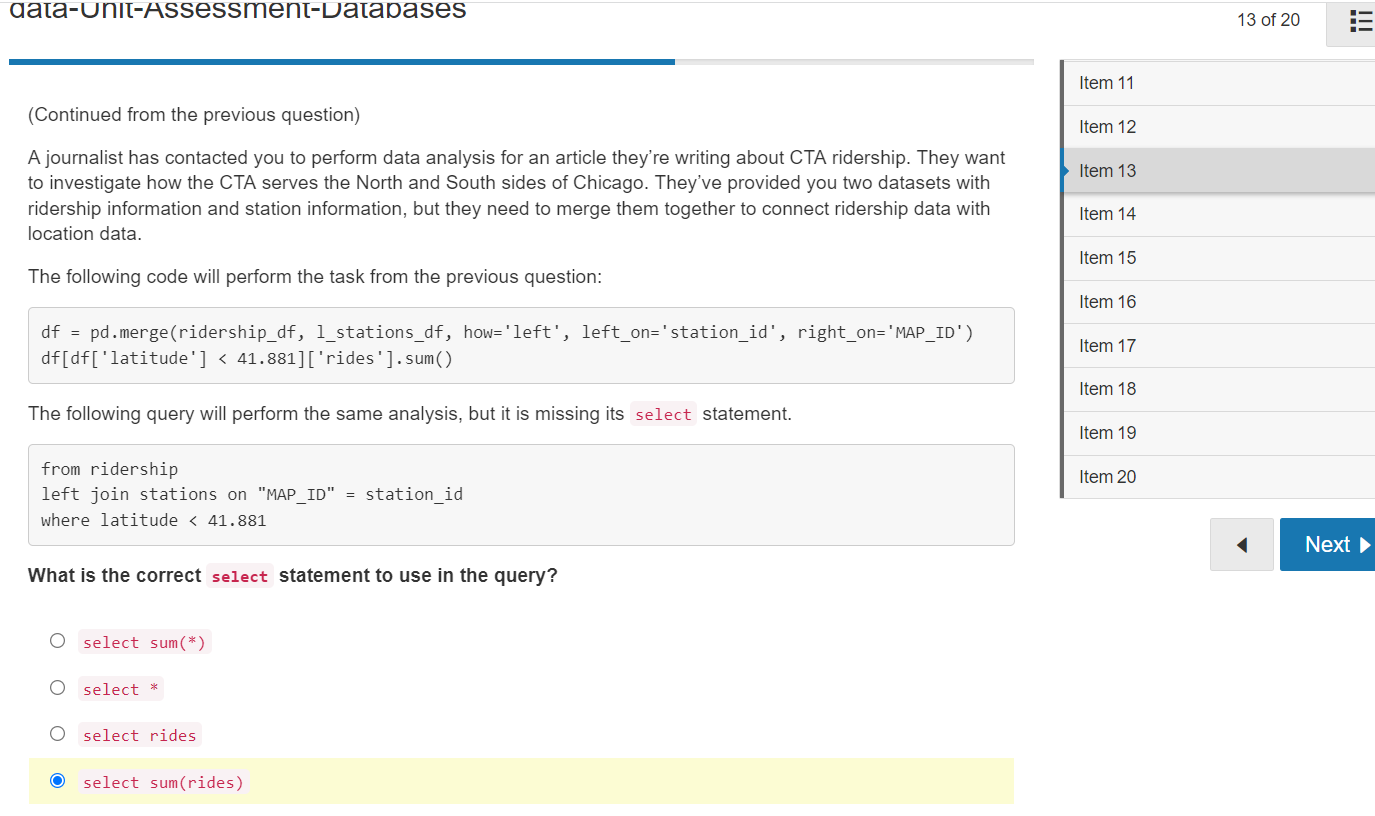 data-Unit-Assessment-Databases
13 of 20
(Continued from the previous question)
A journalist has contacted you to perform data analysis for an article they’re writing about CTA ridership. They want
to investigate how the CTA serves the North and South sides of Chicago. They’ve provided you two datasets with
ridership information and station information, but they need to merge them together to connect ridership data with
location data.
The following code will perform the task from the previous question:
df = pd.merge(ridership_df, l_stations_df, how='left', left_on='station_id', right_on='MAP_ID')
df[df['latitude'] < 41.881]['rides'].sum()
The following query will perform the same analysis, but it is missing its select statement.
from ridership
left join stations on "MAP_ID" = station_id
where latitude < 41.881
What is the correct select statement to use in the query?
select sum(*)
select *
select rides
select sum(rides)
Item 11
Item 12
Item 13
Item 14
Item 15
Item 16
Item 17
Item 18
Item 19
Item 20
Next